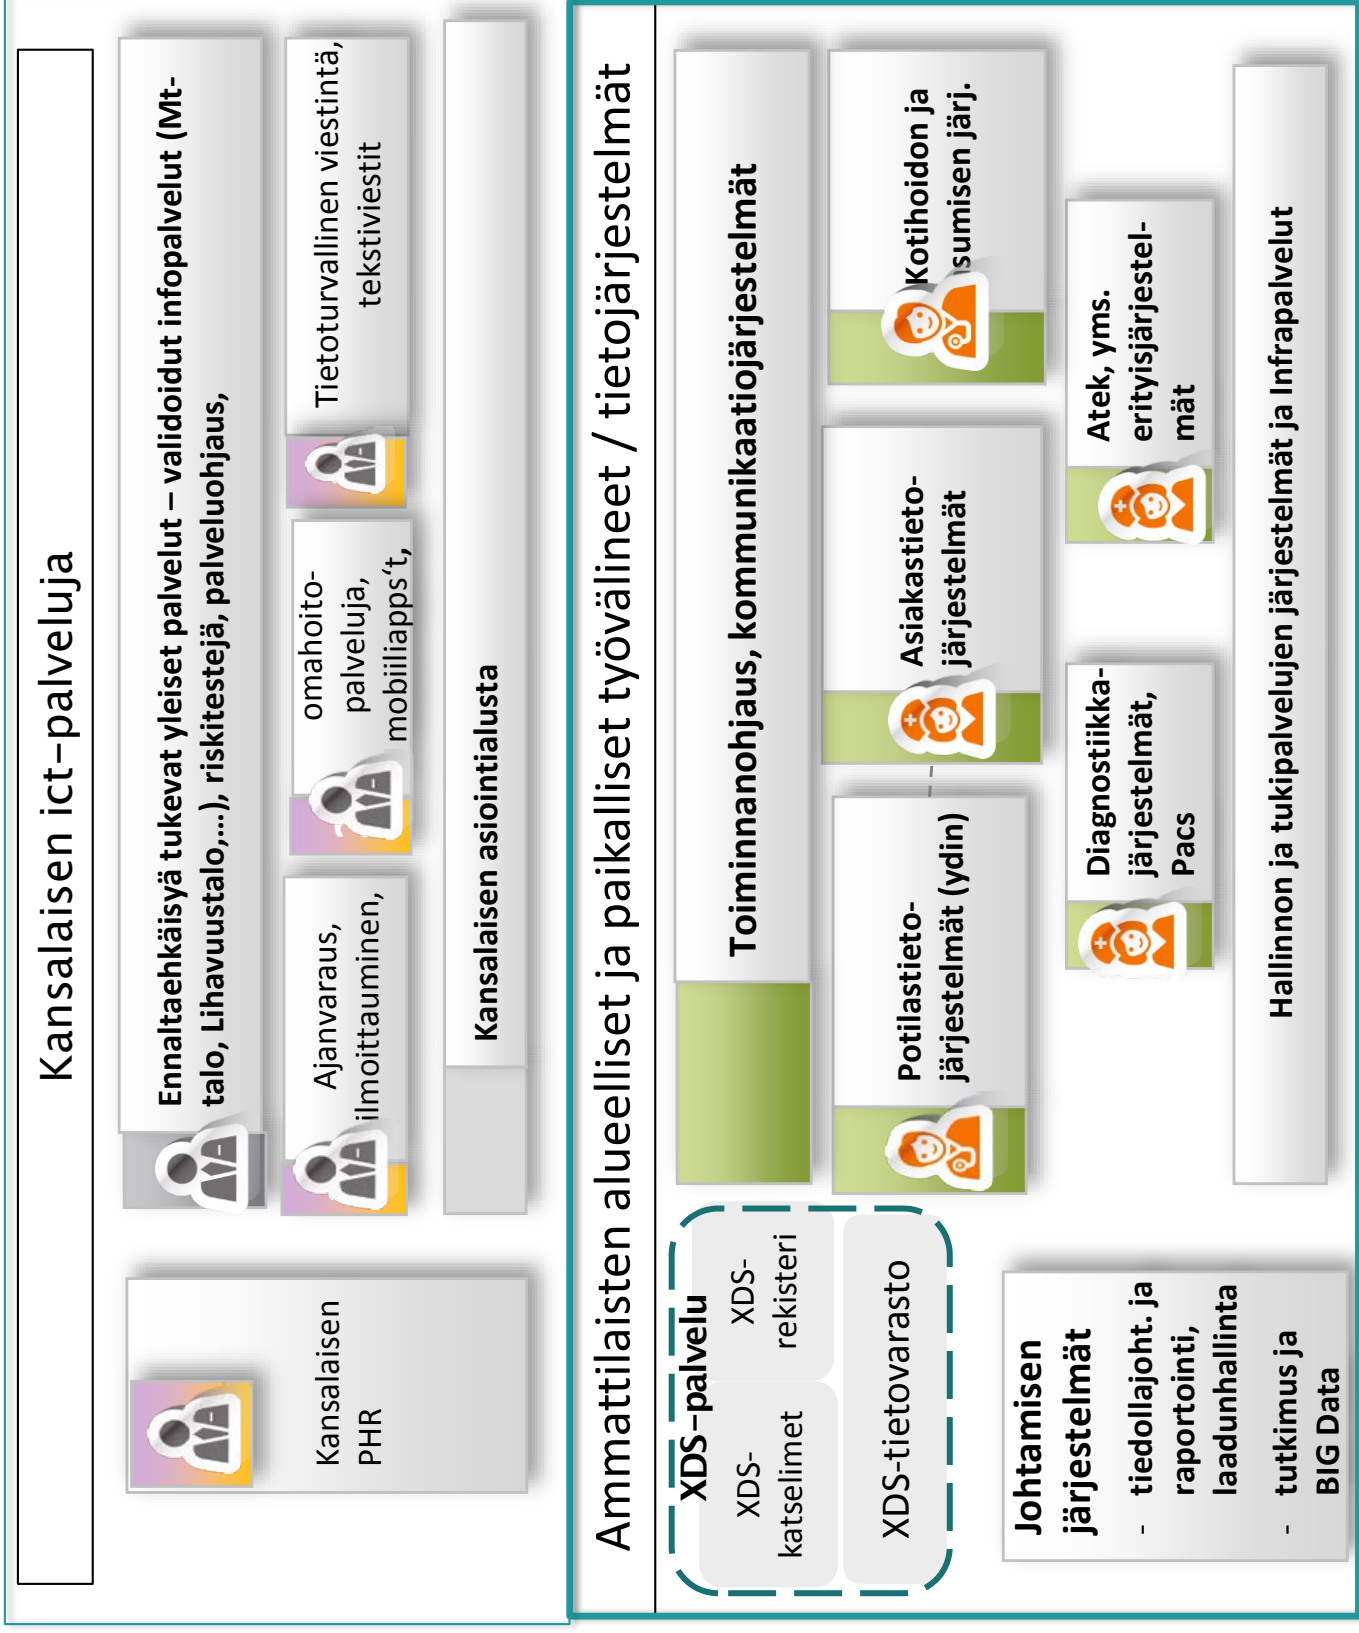 Kansalaisen ict-palveluja
Kansalaisen
PHR
Ennaltaehkäisyä tukevat yleiset palvelut – validoidut infopalvelut (Mt-
talo, Lihavuustalo,…), riskitestejä, palveluohjaus,
Ajanvaraus,
ilmoittautuminen,
omahoito-
palveluja,
mobiiliapps‘t,
Tietoturvallinen viestintä,
tekstiviestit
Kansalaisen asiointialusta
Ammattilaisten alueelliset ja paikalliset työvälineet / tietojärjestelmät
XDS-palvelu
XDS-
katselimet
XDS-
rekisteri
XDS-tietovarasto
Toiminnanohjaus, kommunikaatiojärjestelmät
Potilastieto-
järjestelmät (ydin)
Asiakastieto-
järjestelmät
Kotihoidon ja
sumisen järj.
Johtamisen
järjestelmät
- tiedollajoht. ja
raportointi,
laadunhallinta
- tutkimus ja
BIG Data
Diagnostiikka-
järjestelmät,
Pacs
Atek, yms.
erityisjärjestel-
mät
Hallinnon ja tukipalvelujen järjestelmät ja Infrapalvelut